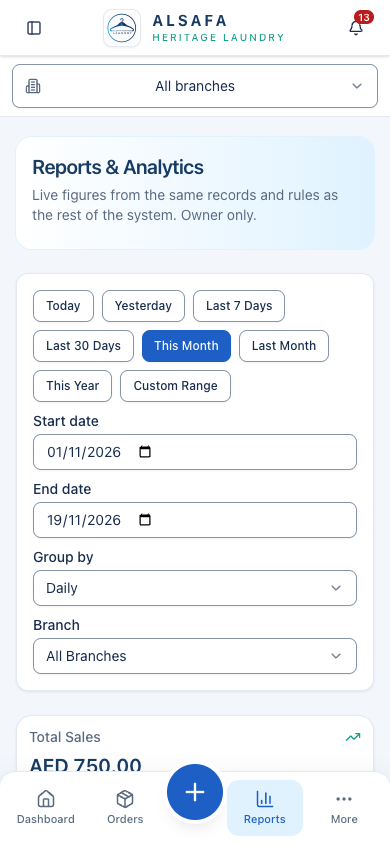 ALSAFA
HERITAGE LAUNDRY
13
All branches
Reports & Analytics
Live figures from the same records and rules as
the rest of the system. Owner only.
Today
Yesterday
Last 7 Days
Last 30 Days
This Month
Last Month
This Year
Custom Range
Start date
01/11/2026
End date
19/11/2026
Group by
Daily
Branch
All Branches
Total Sales
AED 750.00
Dashboard
Orders
Reports
More